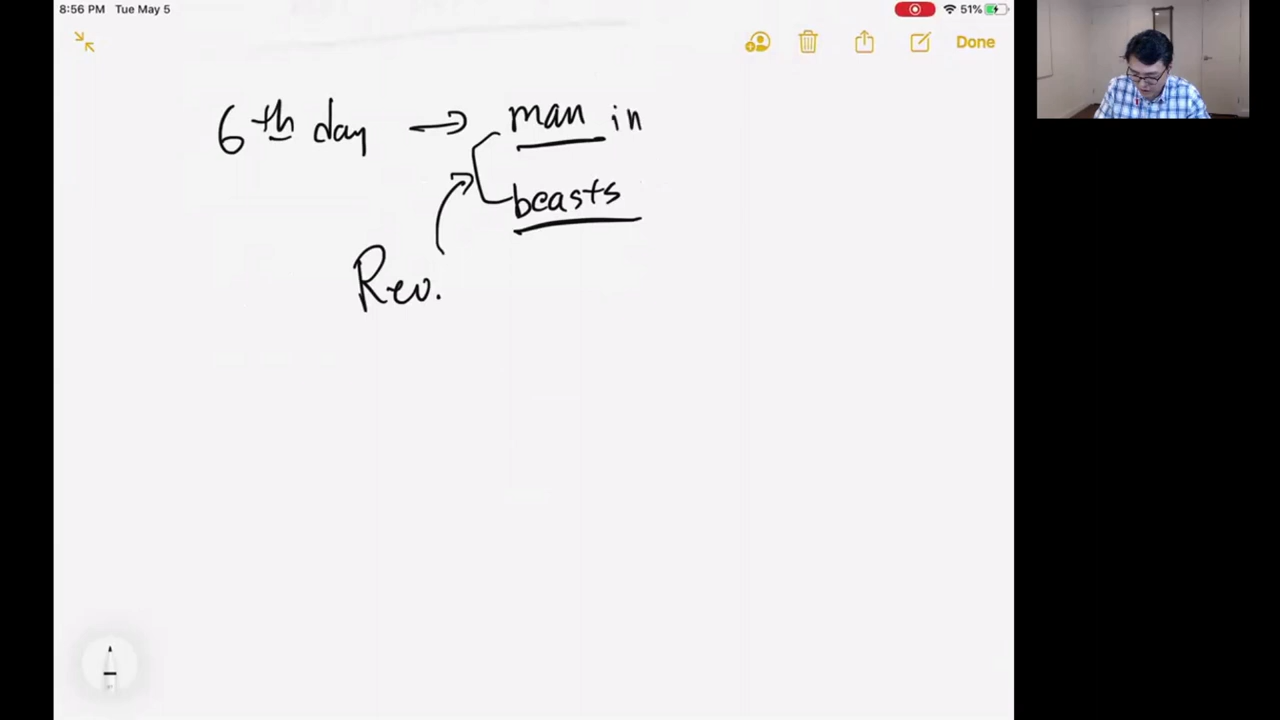 8:56 PM Tue May 5
51%
Done
6th day → man in
beasts
Rev.